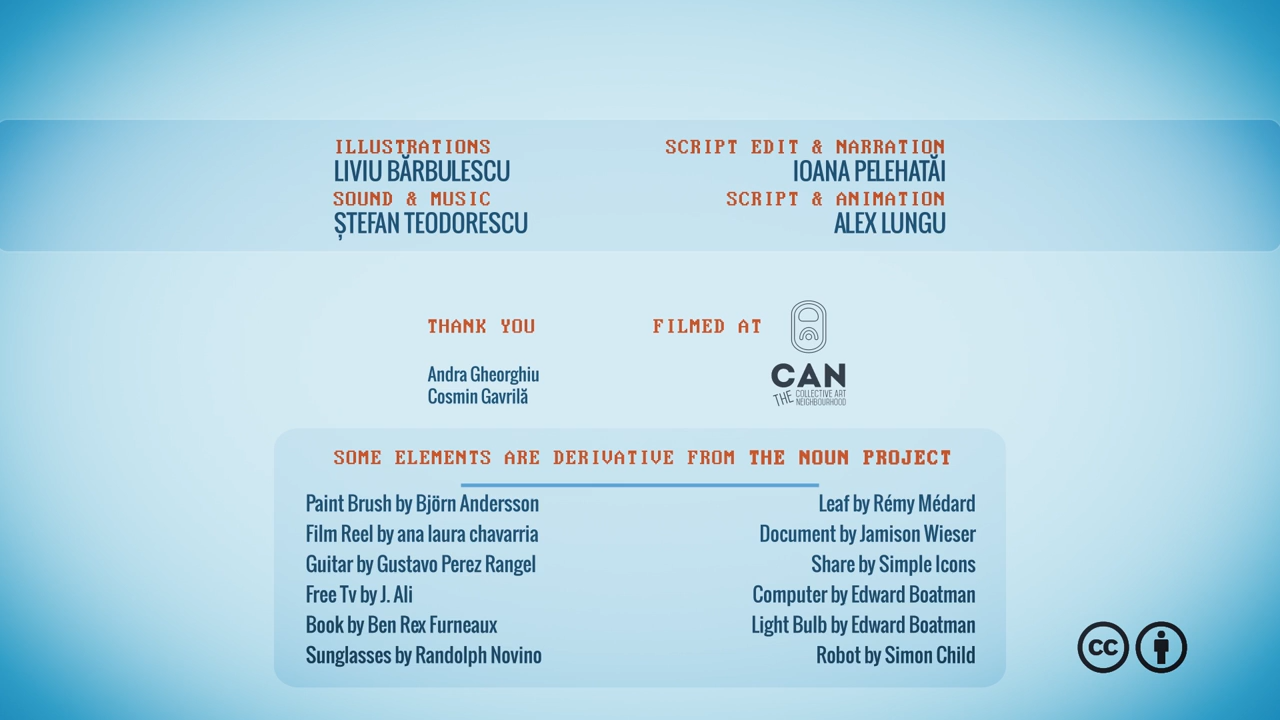 ILLUSTRATIONS
LIVIU BĂRBULESCU
SOUND & MUSIC
ȘTEFAN TEODORESCU
SCRIPT EDIT & NARRATION
IOANA PELEHATĂI
SCRIPT & ANIMATION
ALEX LUNGU
THANK YOU
Andra Gheorghiu
Cosmin Gavrilă
FILMED AT
CAN
THE COLLECTIVE ART
NEIGHBOURHOOD
SOME ELEMENTS ARE DERIVATIVE FROM THE NOUN PROJECT
Paint Brush by Björn Andersson
Film Reel by ana laura chavarria
Guitar by Gustavo Perez Rangel
Free Tv by J. Ali
Book by Ben Rex Furneaux
Sunglasses by Randolph Novino
Leaf by Rémy Médard
Document by Jamison Wieser
Share by Simple Icons
Computer by Edward Boatman
Light Bulb by Edward Boatman
Robot by Simon Child
CC